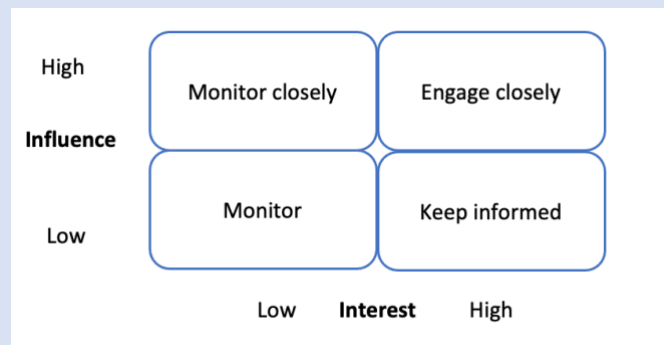 High
Monitor closely
Engage closely
Influence
Monitor
Keep informed
Low
Low
Interest
High